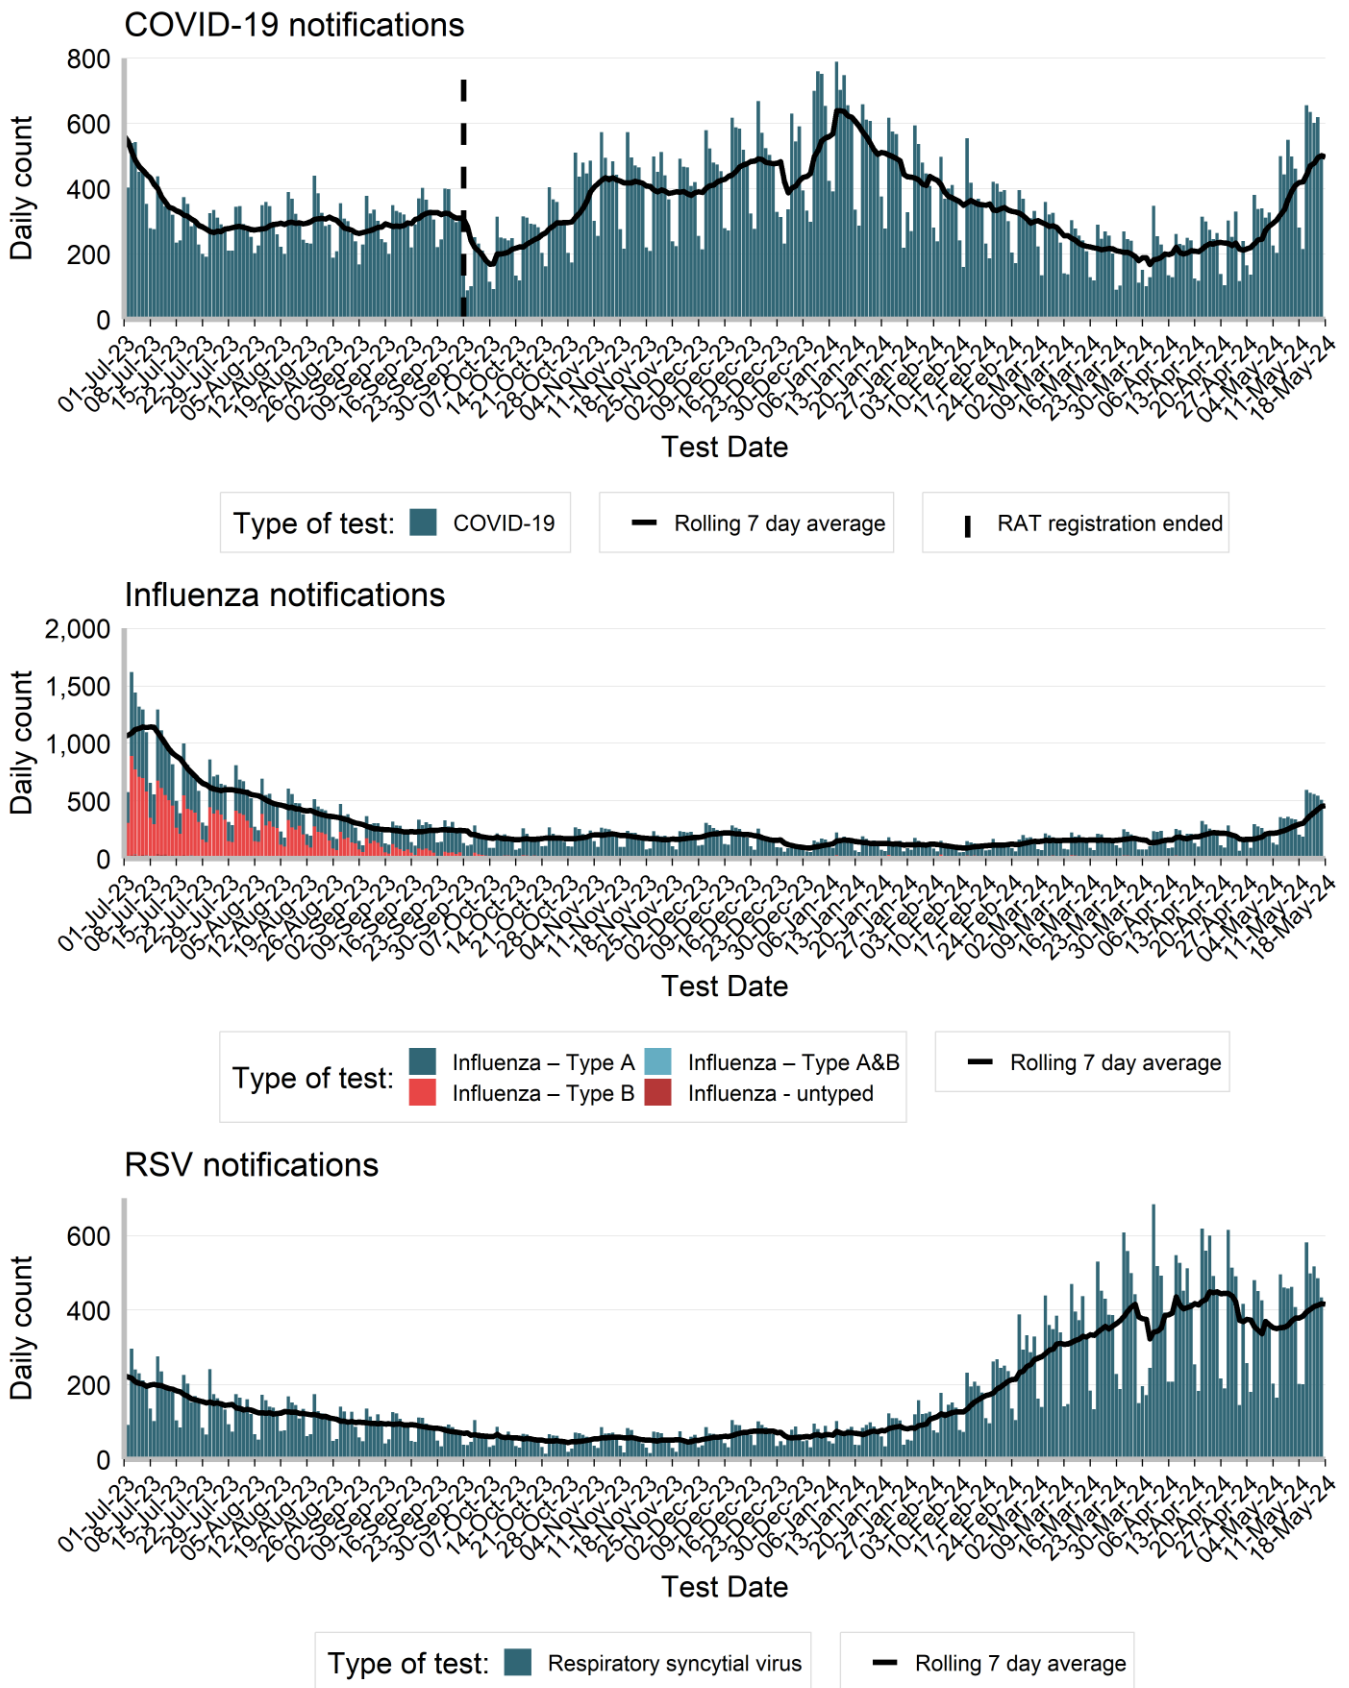 COVID-19 notifications
800
600
400
200
0
Daily count
01-Jul-23
08-Jul-23
15-Jul-23
22-Jul-23
29-Jul-23
05-Aug-23
12-Aug-23
19-Aug-23
26-Aug-23
02-Sep-23
09-Sep-23
16-Sep-23
23-Sep-23
30-Sep-23
07-Oct-23
14-Oct-23
21-Oct-23
28-Oct-23
04-Nov-23
11-Nov-23
18-Nov-23
25-Nov-23
02-Dec-23
09-Dec-23
16-Dec-23
23-Dec-23
30-Dec-23
06-Jan-24
13-Jan-24
20-Jan-24
27-Jan-24
03-Feb-24
10-Feb-24
17-Feb-24
24-Feb-24
02-Mar-24
09-Mar-24
16-Mar-24
23-Mar-24
30-Mar-24
06-Apr-24
13-Apr-24
20-Apr-24
27-Apr-24
04-May-24
11-May-24
18-May-24
Test Date
Type of test: COVID-19 Rolling 7 day average RAT registration ended
Influenza notifications
2,000
1,500
1,000
500
0
Daily count
01-Jul-23
08-Jul-23
15-Jul-23
22-Jul-23
29-Jul-23
05-Aug-23
12-Aug-23
19-Aug-23
26-Aug-23
02-Sep-23
09-Sep-23
16-Sep-23
23-Sep-23
30-Sep-23
07-Oct-23
14-Oct-23
21-Oct-23
28-Oct-23
04-Nov-23
11-Nov-23
18-Nov-23
25-Nov-23
02-Dec-23
09-Dec-23
16-Dec-23
23-Dec-23
30-Dec-23
06-Jan-24
13-Jan-24
20-Jan-24
27-Jan-24
03-Feb-24
10-Feb-24
17-Feb-24
24-Feb-24
02-Mar-24
09-Mar-24
16-Mar-24
23-Mar-24
30-Mar-24
06-Apr-24
13-Apr-24
20-Apr-24
27-Apr-24
04-May-24
11-May-24
18-May-24
Test Date
Type of test:
Influenza – Type A Influenza – Type A&B
Influenza – Type B Influenza - untyped
Rolling 7 day average
RSV notifications
600
400
200
0
Daily count
01-Jul-23
08-Jul-23
15-Jul-23
22-Jul-23
29-Jul-23
05-Aug-23
12-Aug-23
19-Aug-23
26-Aug-23
02-Sep-23
09-Sep-23
16-Sep-23
23-Sep-23
30-Sep-23
07-Oct-23
14-Oct-23
21-Oct-23
28-Oct-23
04-Nov-23
11-Nov-23
18-Nov-23
25-Nov-23
02-Dec-23
09-Dec-23
16-Dec-23
23-Dec-23
30-Dec-23
06-Jan-24
13-Jan-24
20-Jan-24
27-Jan-24
03-Feb-24
10-Feb-24
17-Feb-24
24-Feb-24
02-Mar-24
09-Mar-24
16-Mar-24
23-Mar-24
30-Mar-24
06-Apr-24
13-Apr-24
20-Apr-24
27-Apr-24
04-May-24
11-May-24
18-May-24
Test Date
Type of test: Respiratory syncytial virus Rolling 7 day average